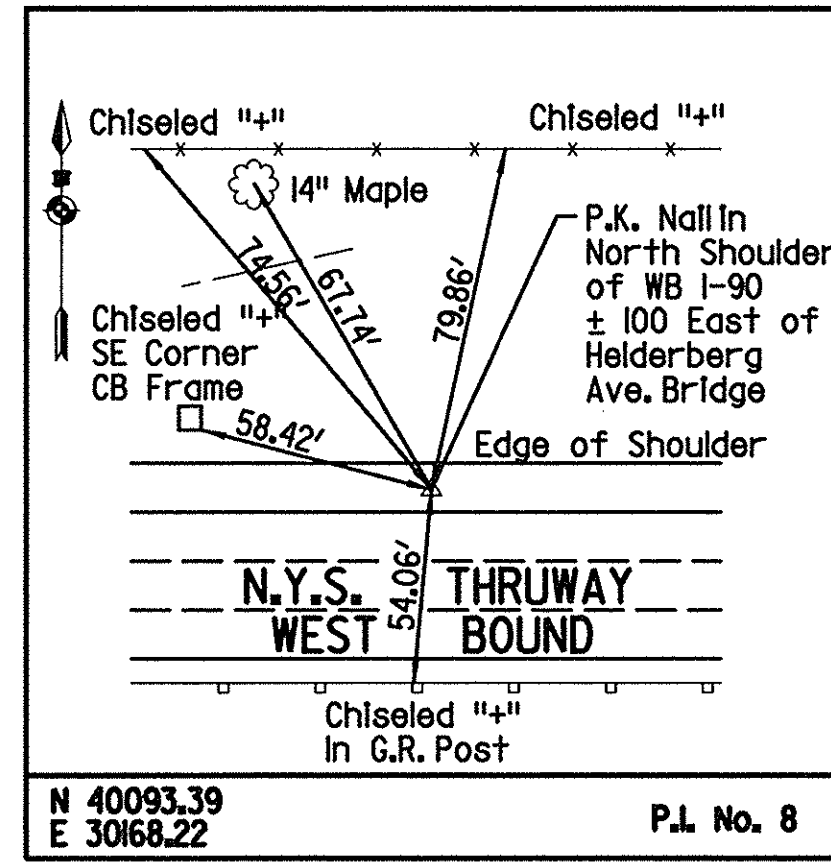 Chiseled "+"
Chiseled "+"
N
14" Maple
P.K. Nail in
North Shoulder
of WB I-90
± 100 East of
Helderberg
Ave. Bridge
74.56'
67.74'
79.86'
Chiseled "+"
SE Corner
CB Frame
58.42'
Edge of Shoulder
N.Y.S. THRUWAY
WEST BOUND
54.06'
Chiseled "+"
In G.R. Post
N 40093.39
E 30168.22
P.I. No. 8